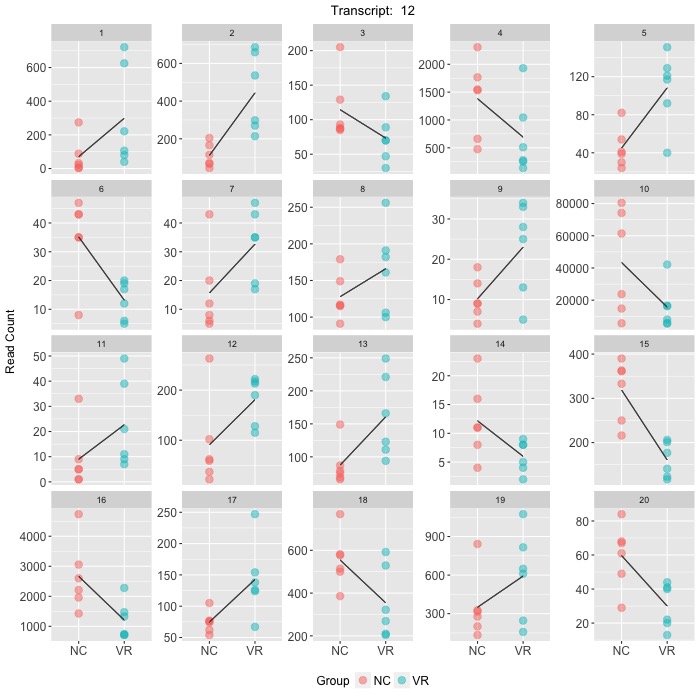 Transcript: 12
1 2 3 4 5
600 400 200 0
600 400 200
200 150 100 50
2000 1500 1000 500
120 80 40
6 7 8 9 10
40 30 20 10
40 30 20 10
250 200 150 100
30 20 10
80000 60000 40000 20000
Read Count
11 12 13 14 15
50 40 30 20 10 0
200 100
250 200 150 100
20 15 10 5
400 300 200
16 17 18 19 20
4000 3000 2000 1000
250 200 150 100 50
600 400 200
900 600 300
80 60 40 20
NC VR NC VR NC VR NC VR NC VR
Group NC VR